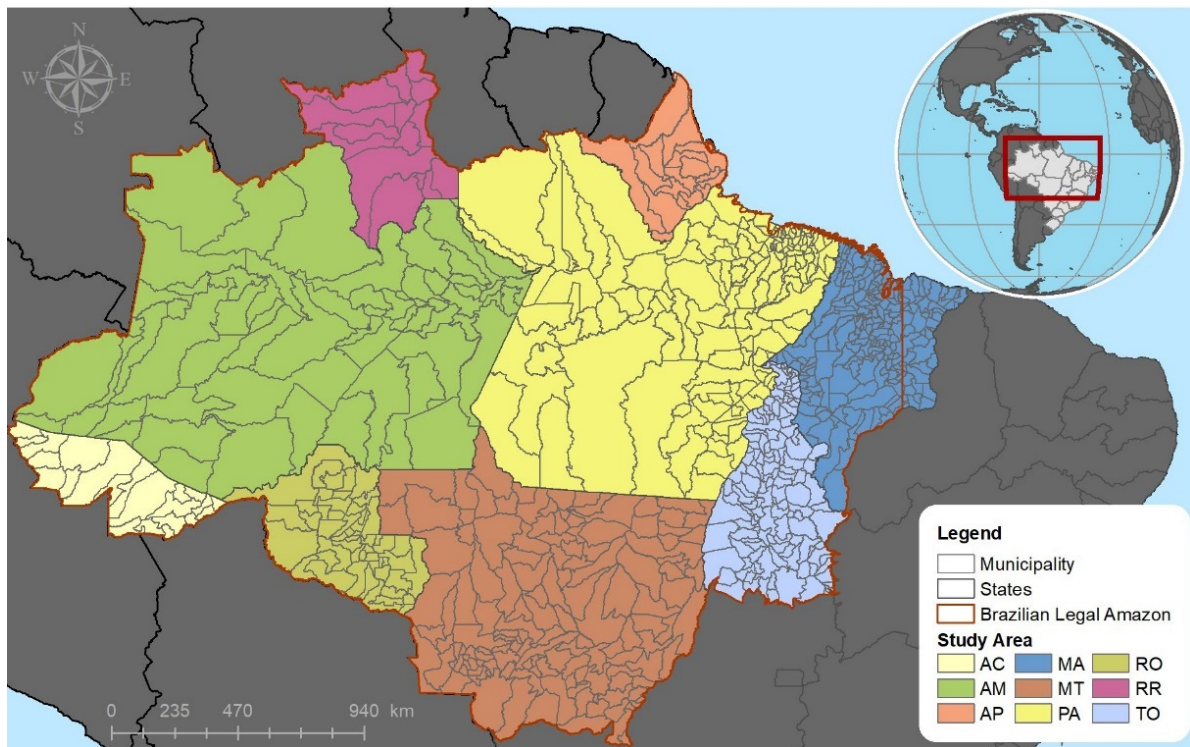 N
W E
S
0 235 470 940 km
Legend
Municipality
States
Brazilian Legal Amazon
Study Area
AC MA RO
AM MT RR
AP PA TO